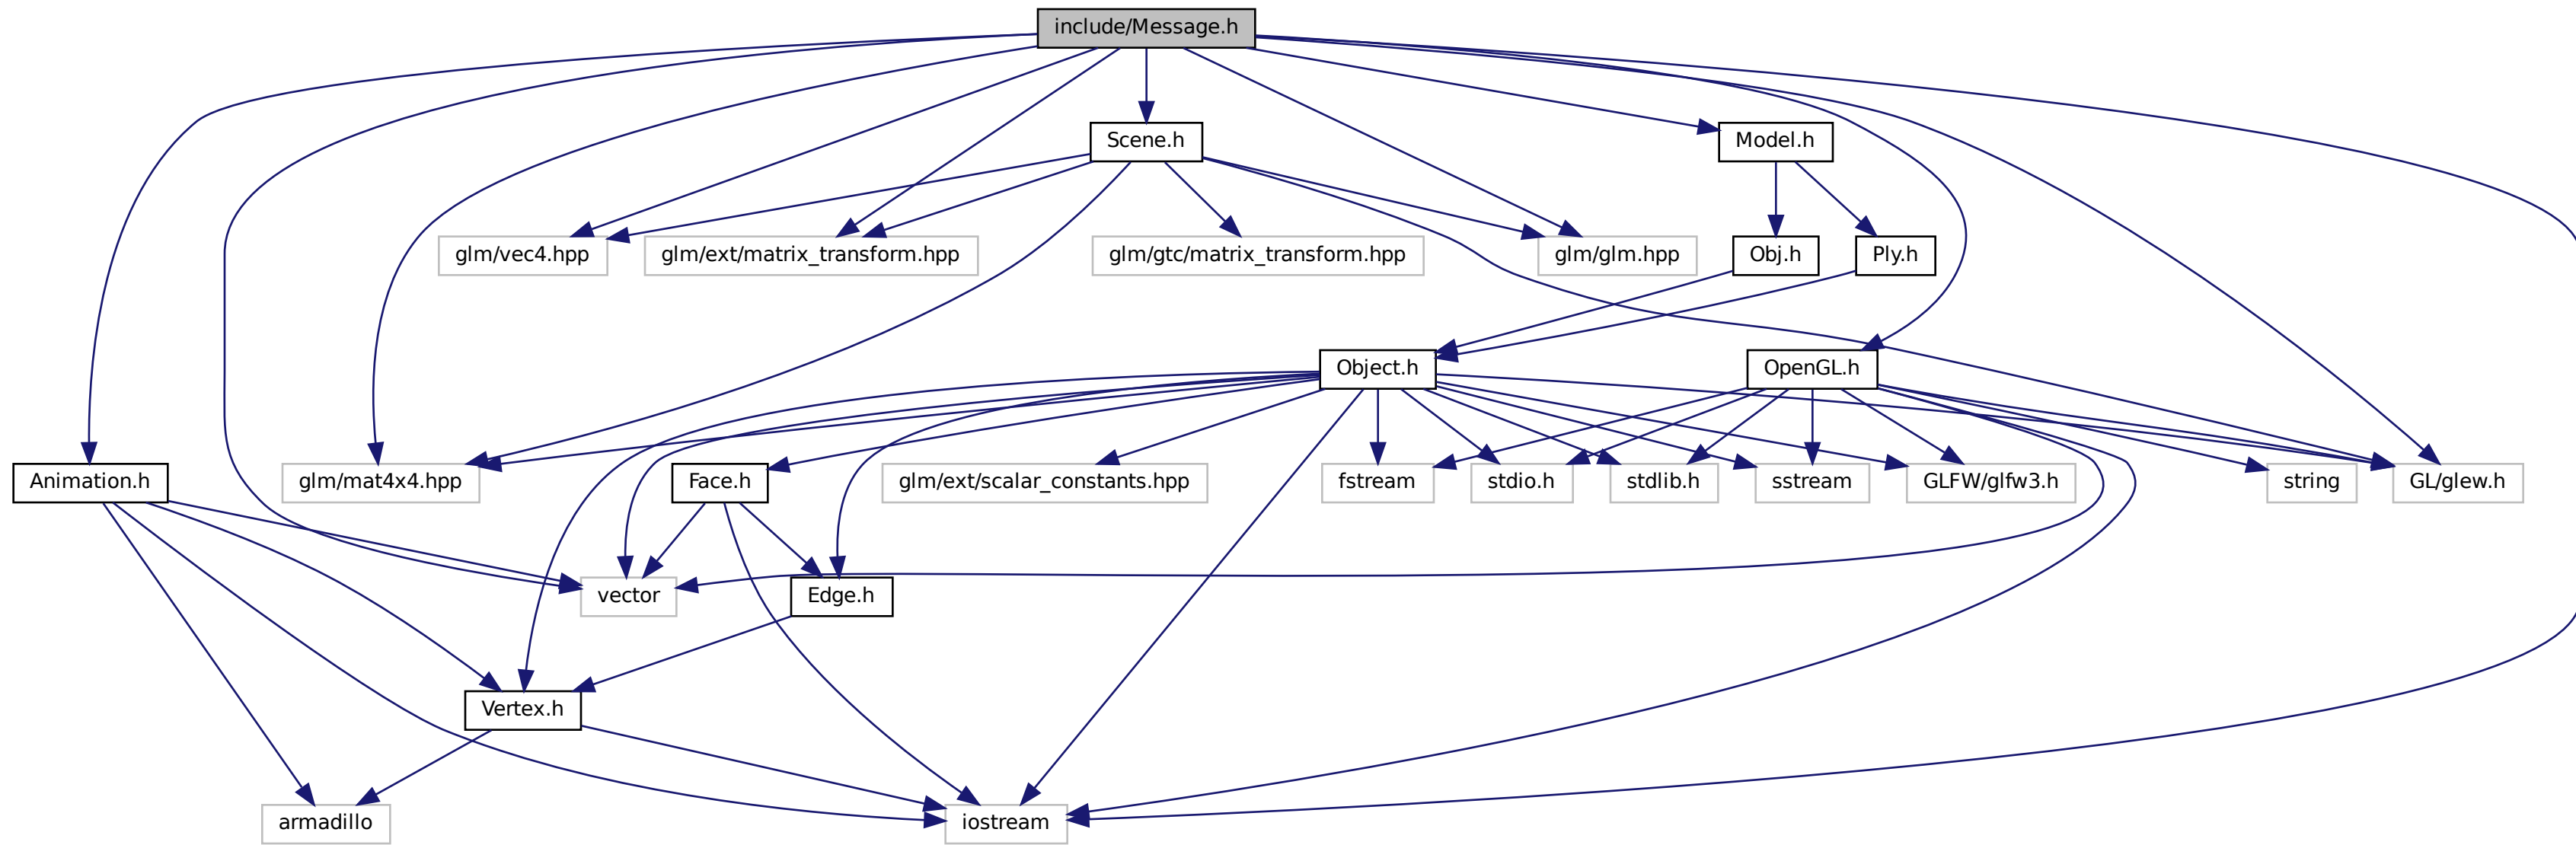 include/Message.h
Scene.h
Model.h
glm/vec4.hpp
glm/ext/matrix_transform.hpp
glm/gtc/matrix_transform.hpp
glm/glm.hpp
Obj.h
Ply.h
Object.h
OpenGL.h
Animation.h
glm/mat4x4.hpp
Face.h
glm/ext/scalar_constants.hpp
fstream
stdio.h
stdlib.h
sstream
GLFW/glfw3.h
string
GL/glew.h
vector
Edge.h
Vertex.h
armadillo
iostream